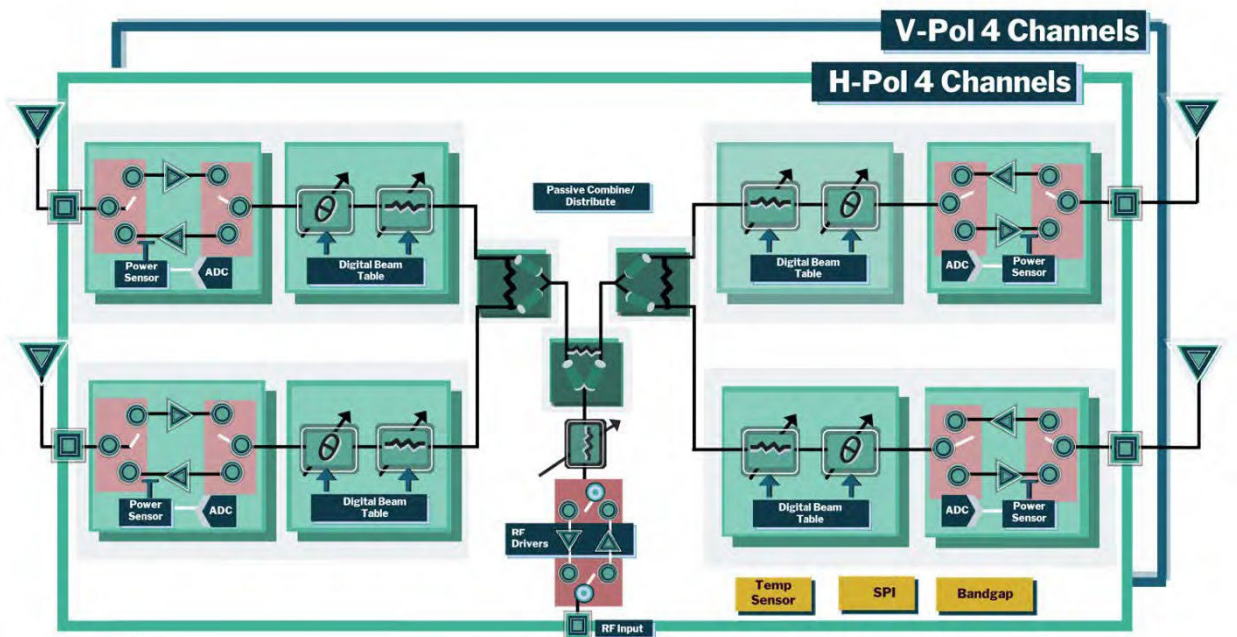 V-Pol 4 Channels
H-Pol 4 Channels
Passive Combine/
Distribute
Power
Sensor
ADC
Digital Beam
Table
Digital Beam
Table
ADC
Power
Sensor
Power
Sensor
ADC
Digital Beam
Table
Digital Beam
Table
ADC
Power
Sensor
RF
Drivers
Temp
Sensor
SPI
Bandgap
RF Input